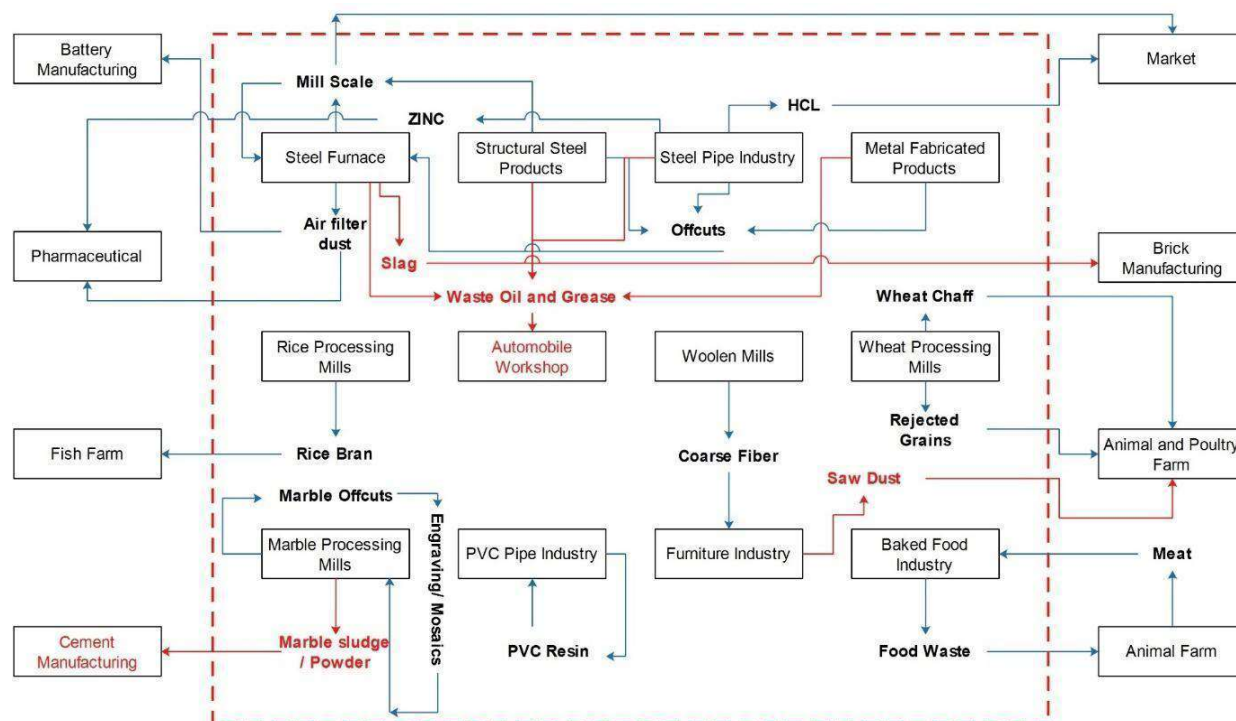 Battery
Manufacturing
Mill Scale
HCL
Market
ZINC
Steel Furnace
Structural Steel
Products
Steel Pipe Industry
Metal Fabricated
Products
Air filter
dust
Offcuts
Pharmaceutical
Slag
Brick
Manufacturing
Waste Oil and Grease
Wheat Chaff
Rice Processing
Mills
Automobile
Workshop
Woolen Mills
Wheat Processing
Mills
Rejected
Grains
Fish Farm
Rice Bran
Coarse Fiber
Animal and Poultry
Farm
Saw Dust
Marble Offcuts
Engraving/ Mosaics
Marble Processing
Mills
PVC Pipe Industry
Furniture Industry
Baked Food
Industry
Meat
Cement
Manufacturing
Marble sludge
/ Powder
PVC Resin
Food Waste
Animal Farm